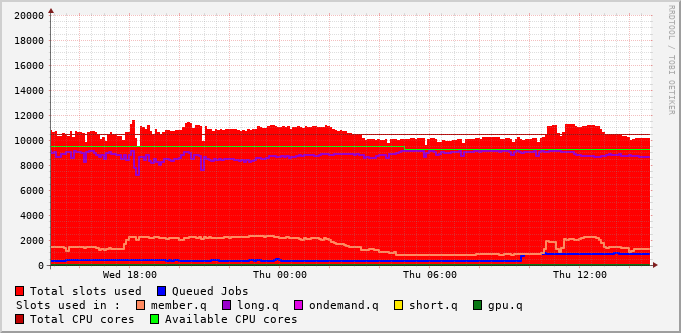 20000
18000
16000
14000
12000
10000
8000
6000
4000
2000
0
Wed 18:00 Thu 00:00 Thu 06:00 Thu 12:00
RRDTOOL / TOBI OETIKER
Total slots used Queued Jobs
Slots used in : member.q long.q ondemand.q short.q gpu.q
Total CPU cores Available CPU cores